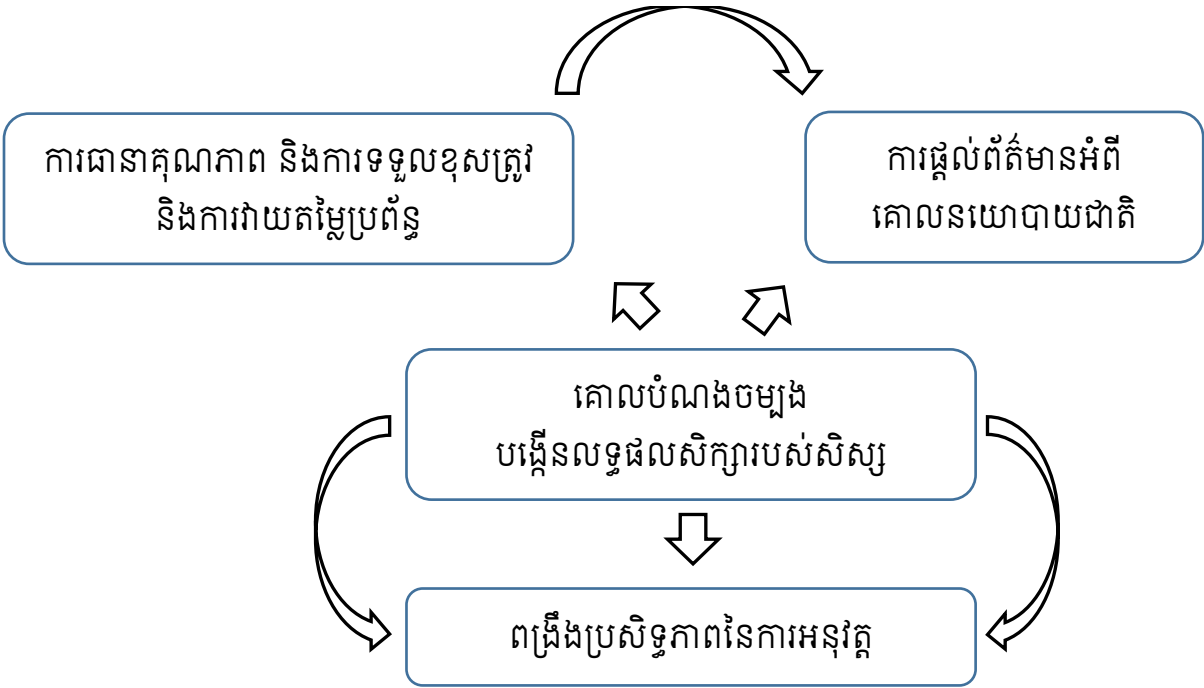 ការធានាគុណភាព និងការទទួលខុសត្រូវ
និងការវាយតម្លៃប្រព័ន្ធ
ការផ្តល់ព័ត៌មានអំពី
គោលនយោបាយជាតិ
គោលបំណងចម្បង
បង្កើនលទ្ធផលសិក្សារបស់សិស្ស
ពង្រឹងប្រសិទ្ធភាពនៃការអនុវត្ត